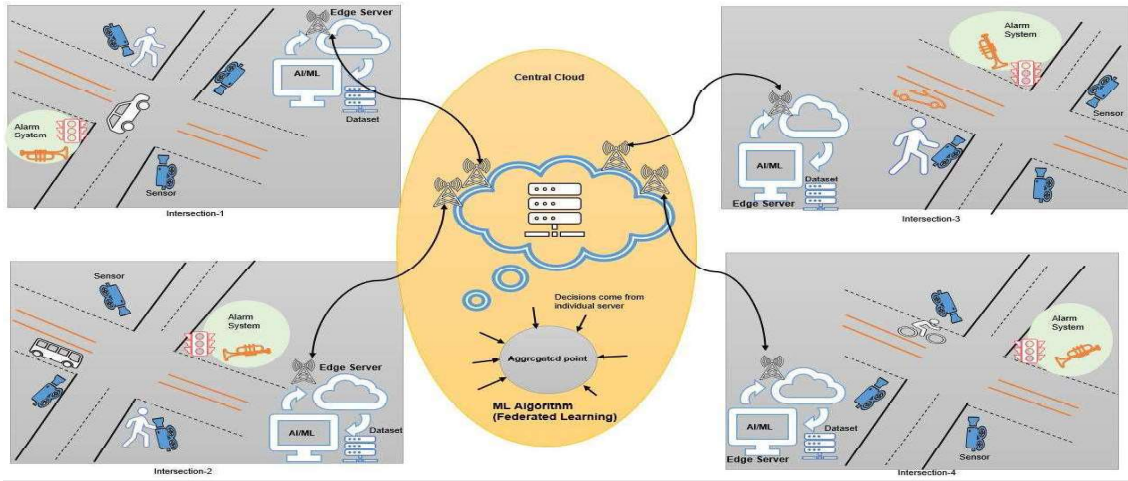 Edge Server
AI/ML
Dataset
Alarm
System
Sensor
Intersection-1
Central Cloud
Decisions come from
individual server
Aggregated point
ML Algorithm
(Federated Learning)
Alarm
System
Sensor
AI/ML
Dataset
Edge Server
Intersection-3
Sensor
Alarm
System
Edge Server
AI/ML
Dataset
Intersection-2
Alarm
System
AI/ML
Dataset
Edge Server
Sensor
Intersection-4